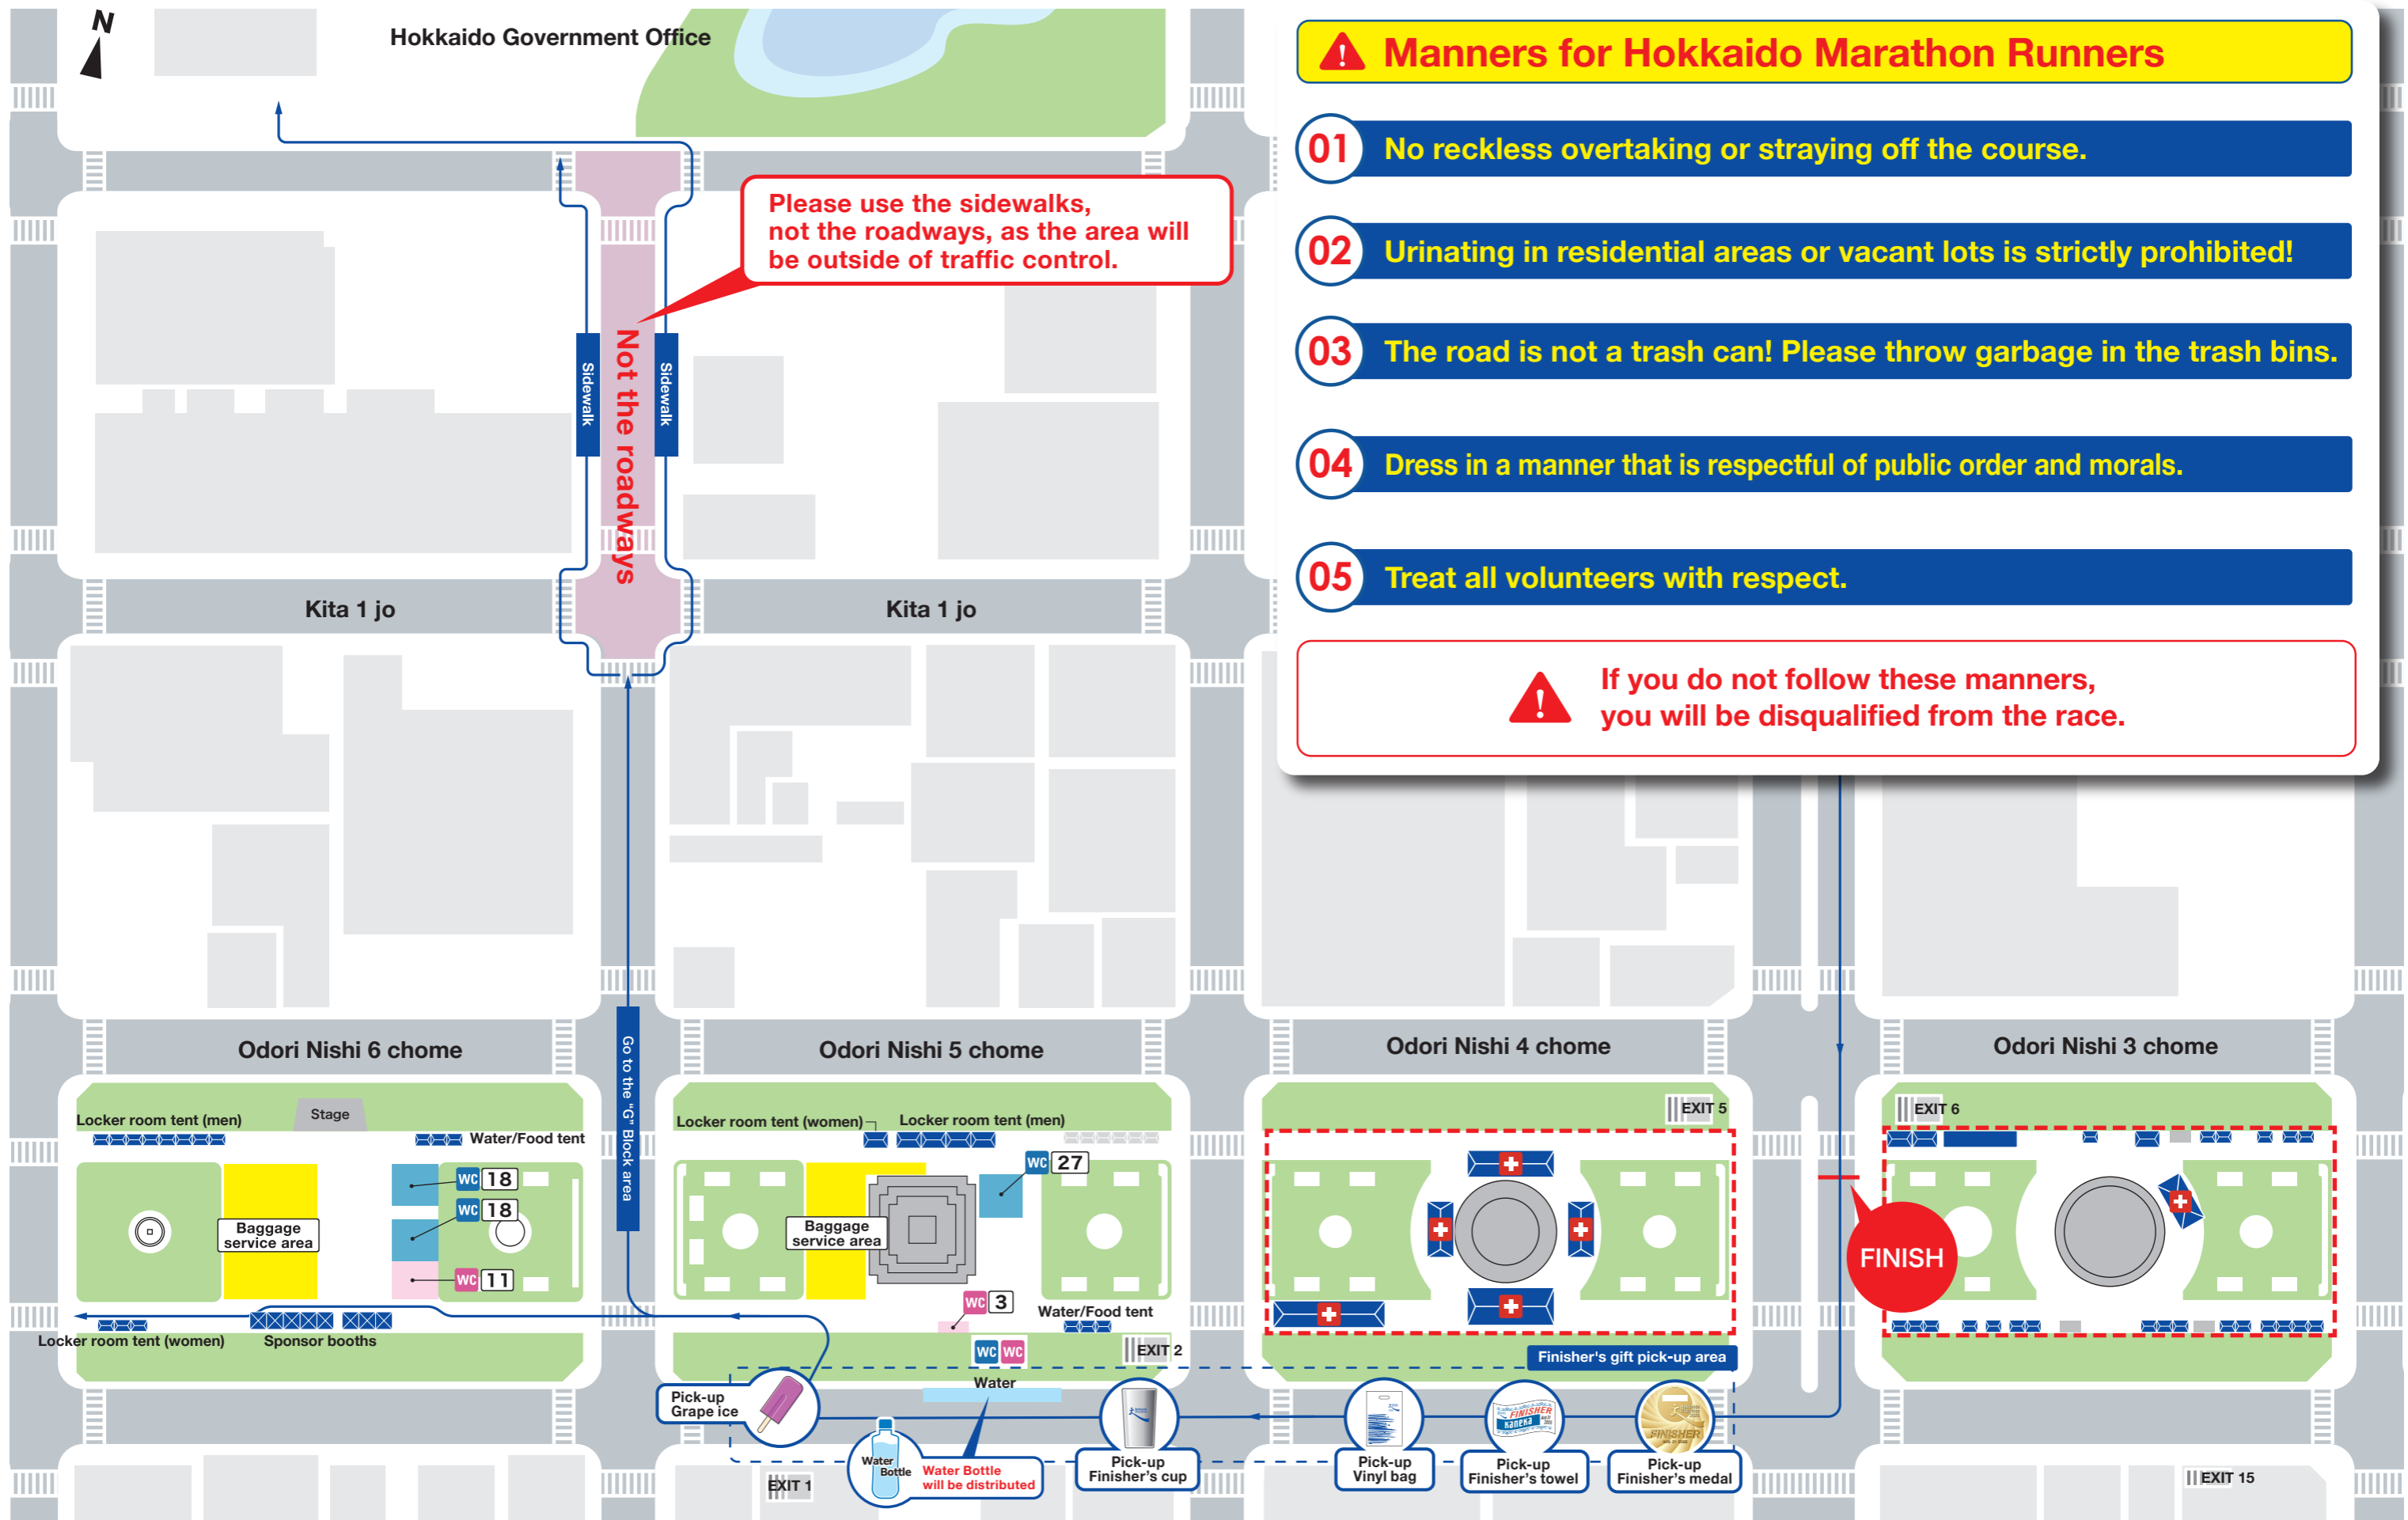 N
Hokkaido Government Office
Manners for Hokkaido Marathon Runners
01 No reckless overtaking or straying off the course.
02 Urinating in residential areas or vacant lots is strictly prohibited!
03 The road is not a trash can! Please throw garbage in the trash bins.
04 Dress in a manner that is respectful of public order and morals.
05 Treat all volunteers with respect.
If you do not follow these manners,
you will be disqualified from the race.
Please use the sidewalks,
not the roadways, as the area will
be outside of traffic control.
Sidewalk
Not the roadways
Sidewalk
Kita 1 jo
Kita 1 jo
Odori Nishi 6 chome
Odori Nishi 5 chome
Odori Nishi 4 chome
Odori Nishi 3 chome
Go to the "G" Block area
Locker room tent (men)
Stage
Water/Food tent
WC 18
WC 18
WC 11
Baggage
service area
Locker room tent (women)
Sponsor booths
Locker room tent (women)
Locker room tent (men)
WC 27
Baggage
service area
WC 3
Water/Food tent
WC WC
EXIT 2
EXIT 5
EXIT 6
FINISH
Finisher's gift pick-up area
Water
Pick-up
Grape ice
Water
Bottle
Water Bottle
will be distributed
Pick-up
Finisher's cup
Pick-up
Vinyl bag
FINISHER
KANEKA
Pick-up
Finisher's towel
FINISHER
Pick-up
Finisher's medal
EXIT 1
EXIT 15